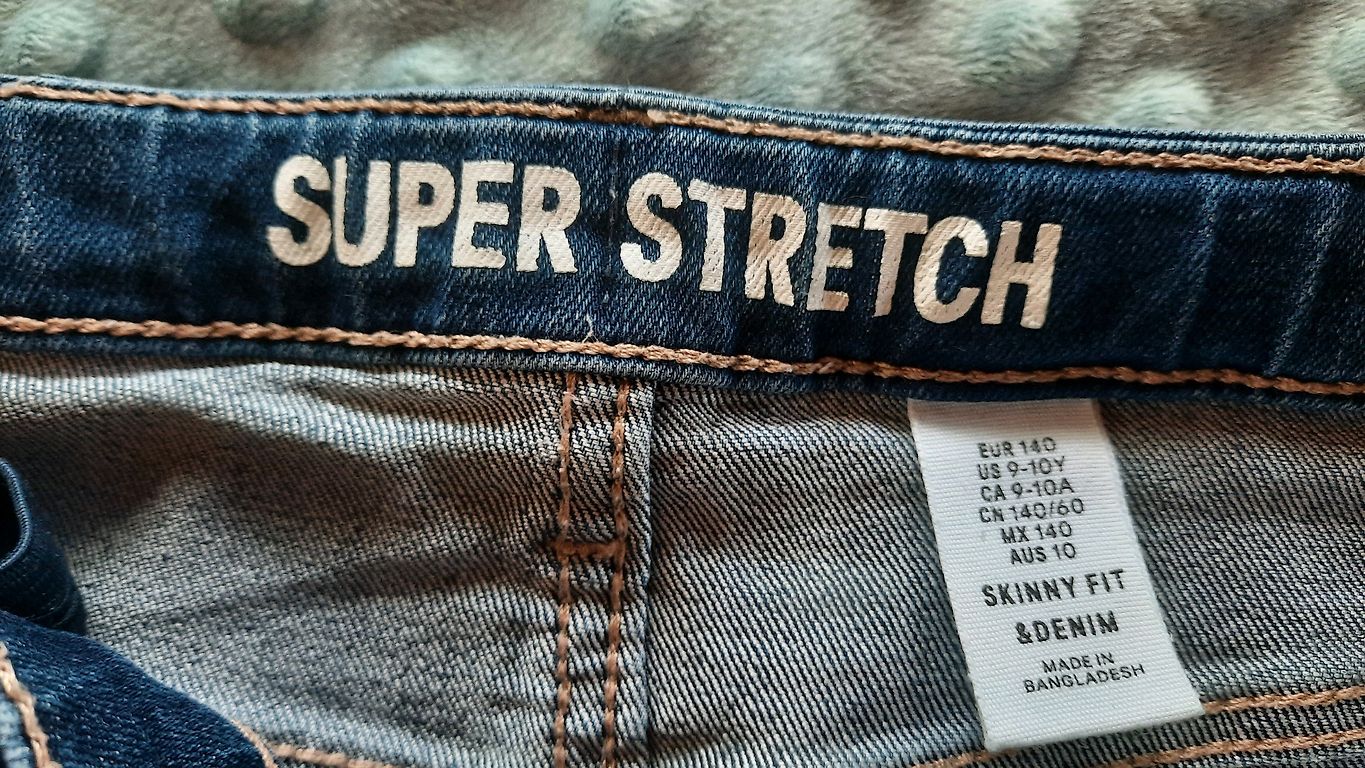 SUPER STRETCH
EUR 140
US 9-10Y
CA 9-10A
CN 140/60
MX 140
AUS 10
SKINNY FIT
&DENIM
MADE IN
BANGLADESH